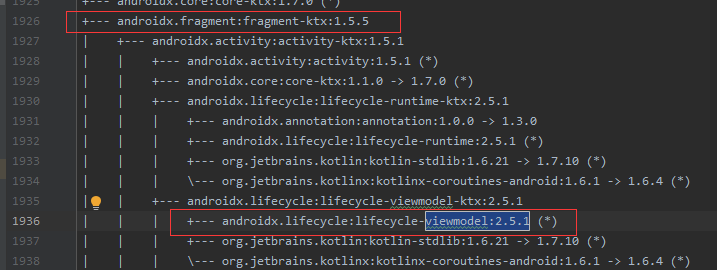 1925 +--- androidx.core:core-ktx:1.7.0 (*)
1926 +--- androidx.fragment:fragment-ktx:1.5.5
1927 | +--- androidx.activity:activity-ktx:1.5.1
1928 | | +--- androidx.activity:activity:1.5.1 (*)
1929 | | +--- androidx.core:core-ktx:1.1.0 -> 1.7.0 (*)
1930 | | +--- androidx.lifecycle:lifecycle-runtime-ktx:2.5.1
1931 | | | +--- androidx.annotation:annotation:1.0.0 -> 1.3.0
1932 | | | +--- androidx.lifecycle:lifecycle-runtime:2.5.1 (*)
1933 | | | +--- org.jetbrains.kotlin:kotlin-stdlib:1.6.21 -> 1.7.10 (*)
1934 | | | \--- org.jetbrains.kotlinx:kotlinx-coroutines-android:1.6.1 -> 1.6.4 (*)
1935 | | +--- androidx.lifecycle:lifecycle-viewmodel-ktx:2.5.1
1936 | | | +--- androidx.lifecycle:lifecycle-viewmodel:2.5.1 (*)
1937 | | | +--- org.jetbrains.kotlin:kotlin-stdlib:1.6.21 -> 1.7.10 (*)
1938 | | | \--- org.jetbrains.kotlinx:kotlinx-coroutines-android:1.6.1 -> 1.6.4 (*)